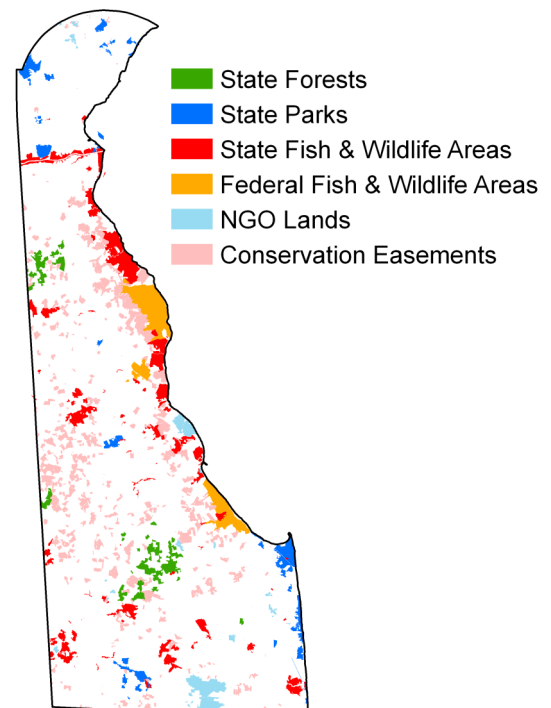 State Forests
State Parks
State Fish & Wildlife Areas
Federal Fish & Wildlife Areas
NGO Lands
Conservation Easements